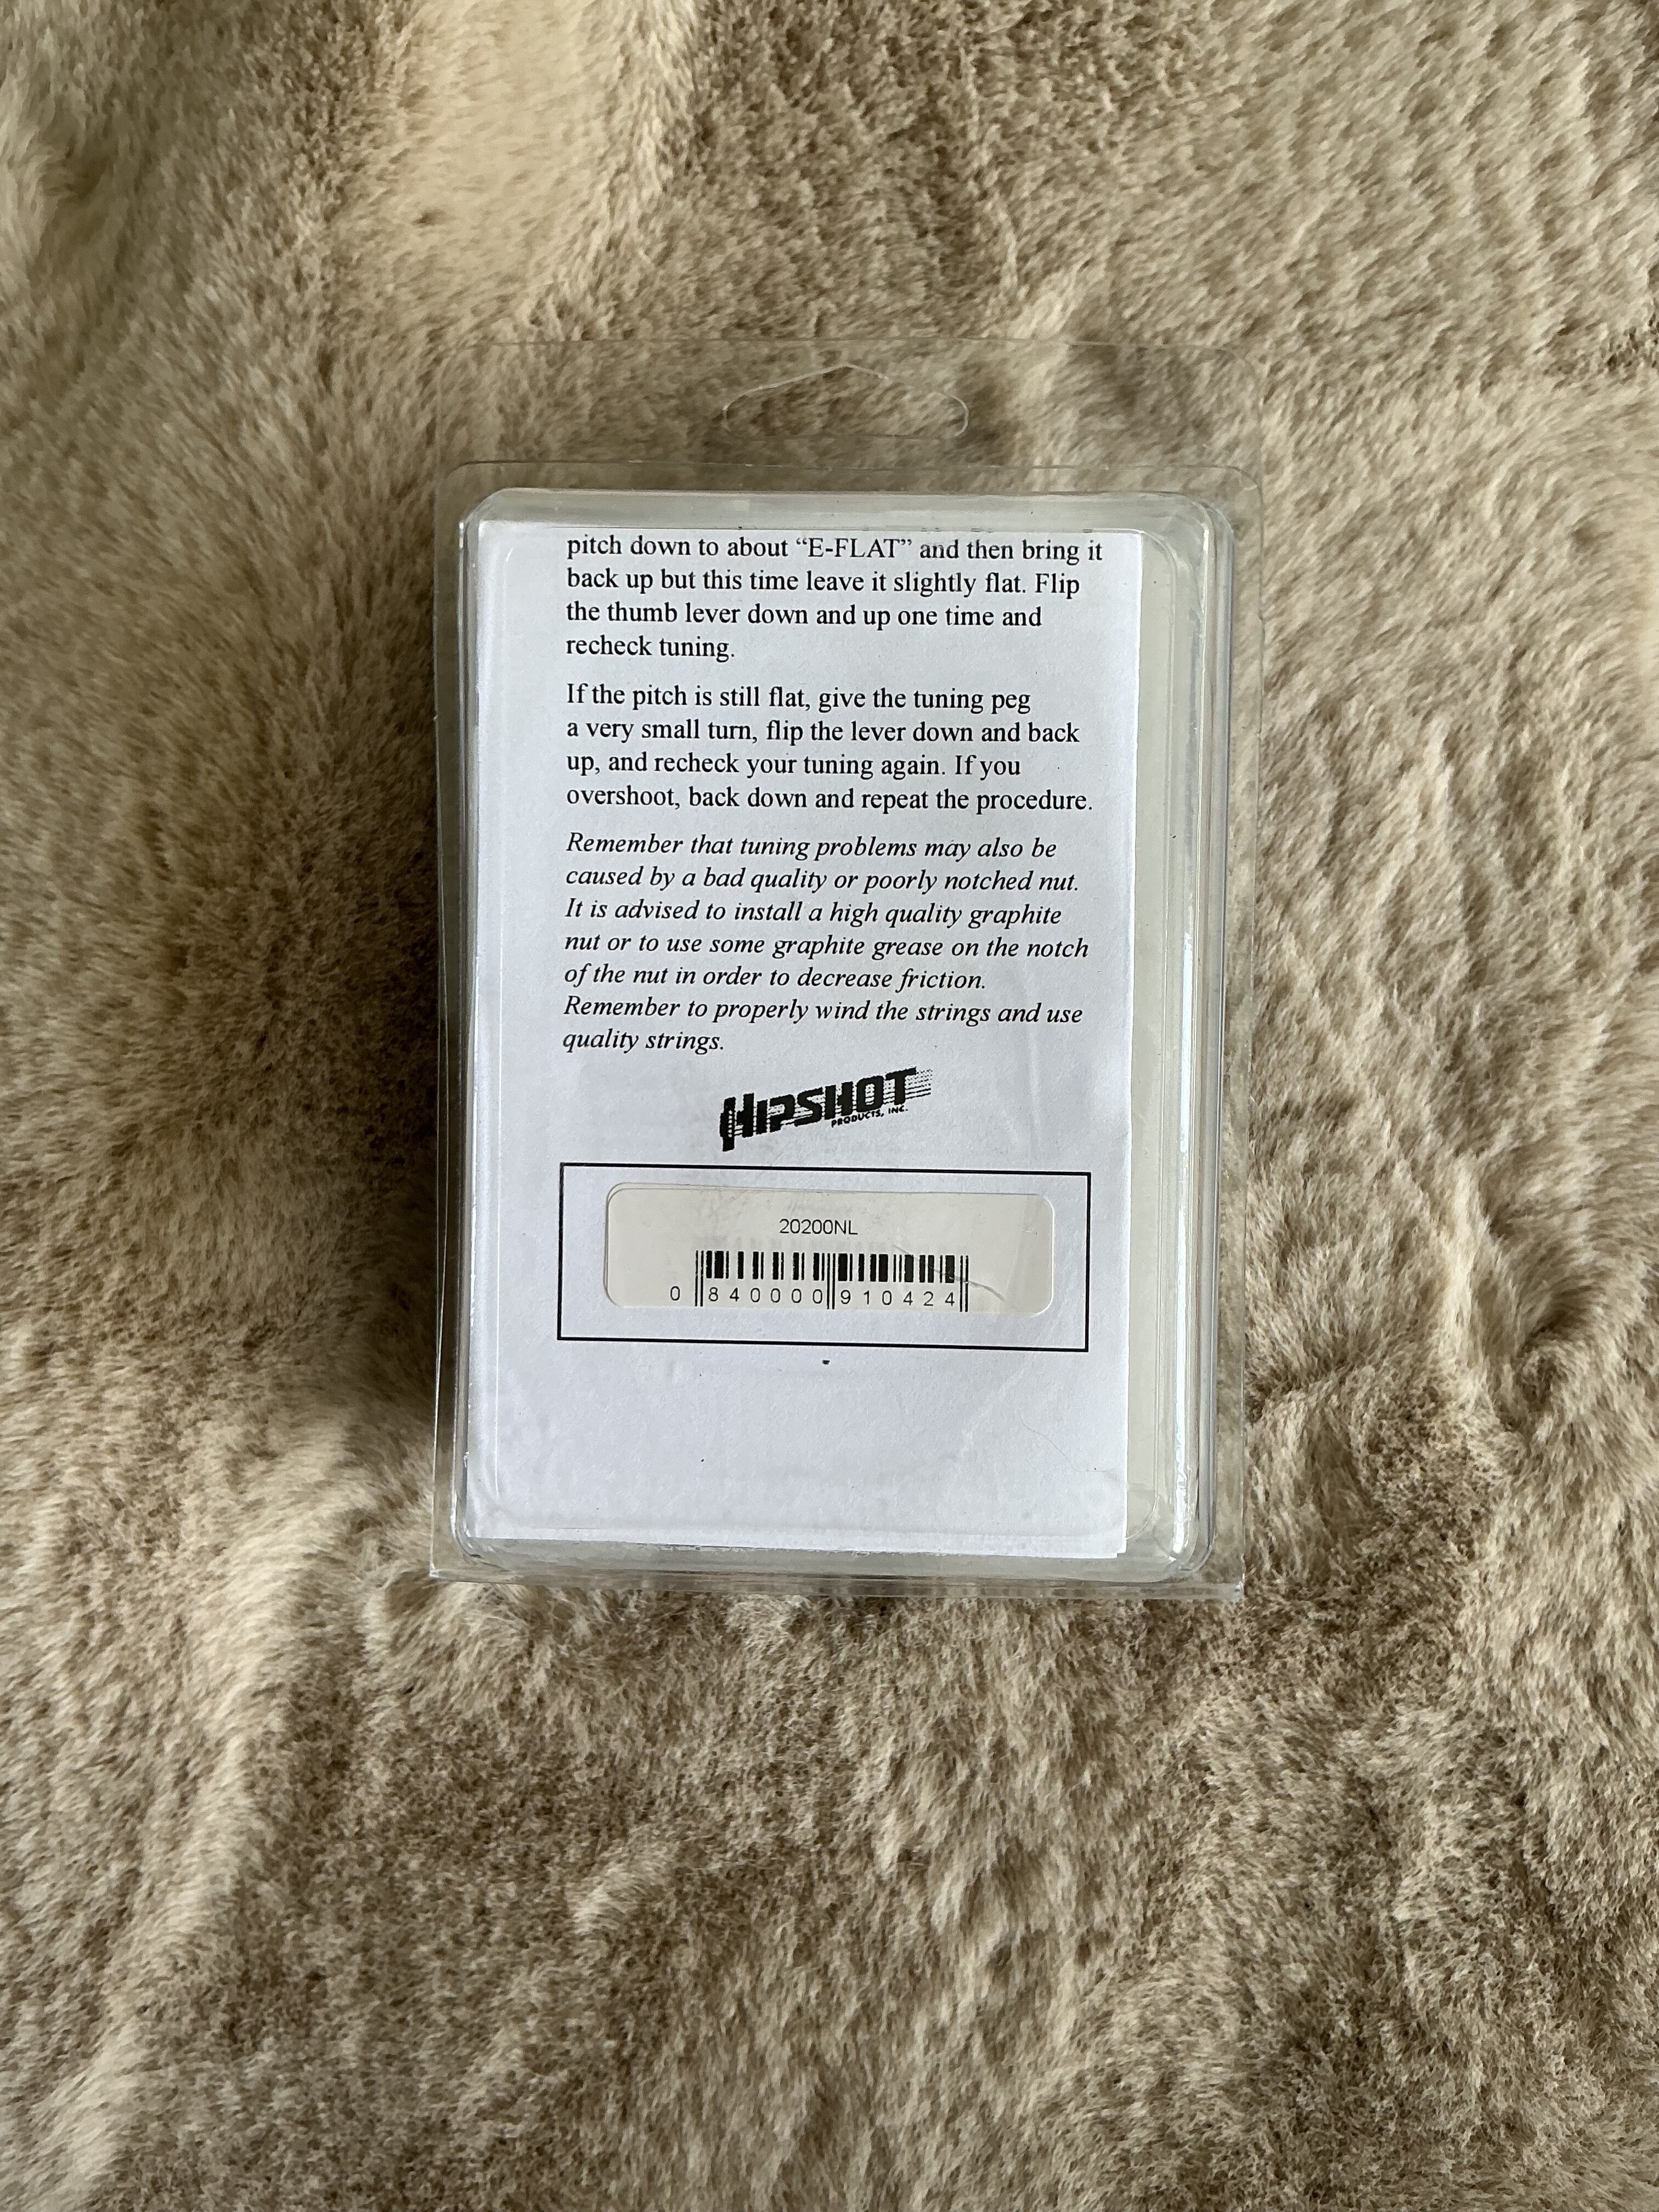 pitch down to about “E-FLAT” and then bring it
back up but this time leave it slightly flat. Flip
the thumb lever down and up one time and
recheck tuning.
If the pitch is still flat, give the tuning peg
a very small turn, flip the lever down and back
up, and recheck your tuning again. If you
overshoot, back down and repeat the procedure.
Remember that tuning problems may also be
caused by a bad quality or poorly notched nut.
It is advised to install a high quality graphite
nut or to use some graphite grease on the notch
of the nut in order to decrease friction.
Remember to properly wind the strings and use
quality strings.
HIPSHOT
PRODUCTS, INC.
20200NL
0 840000 910424